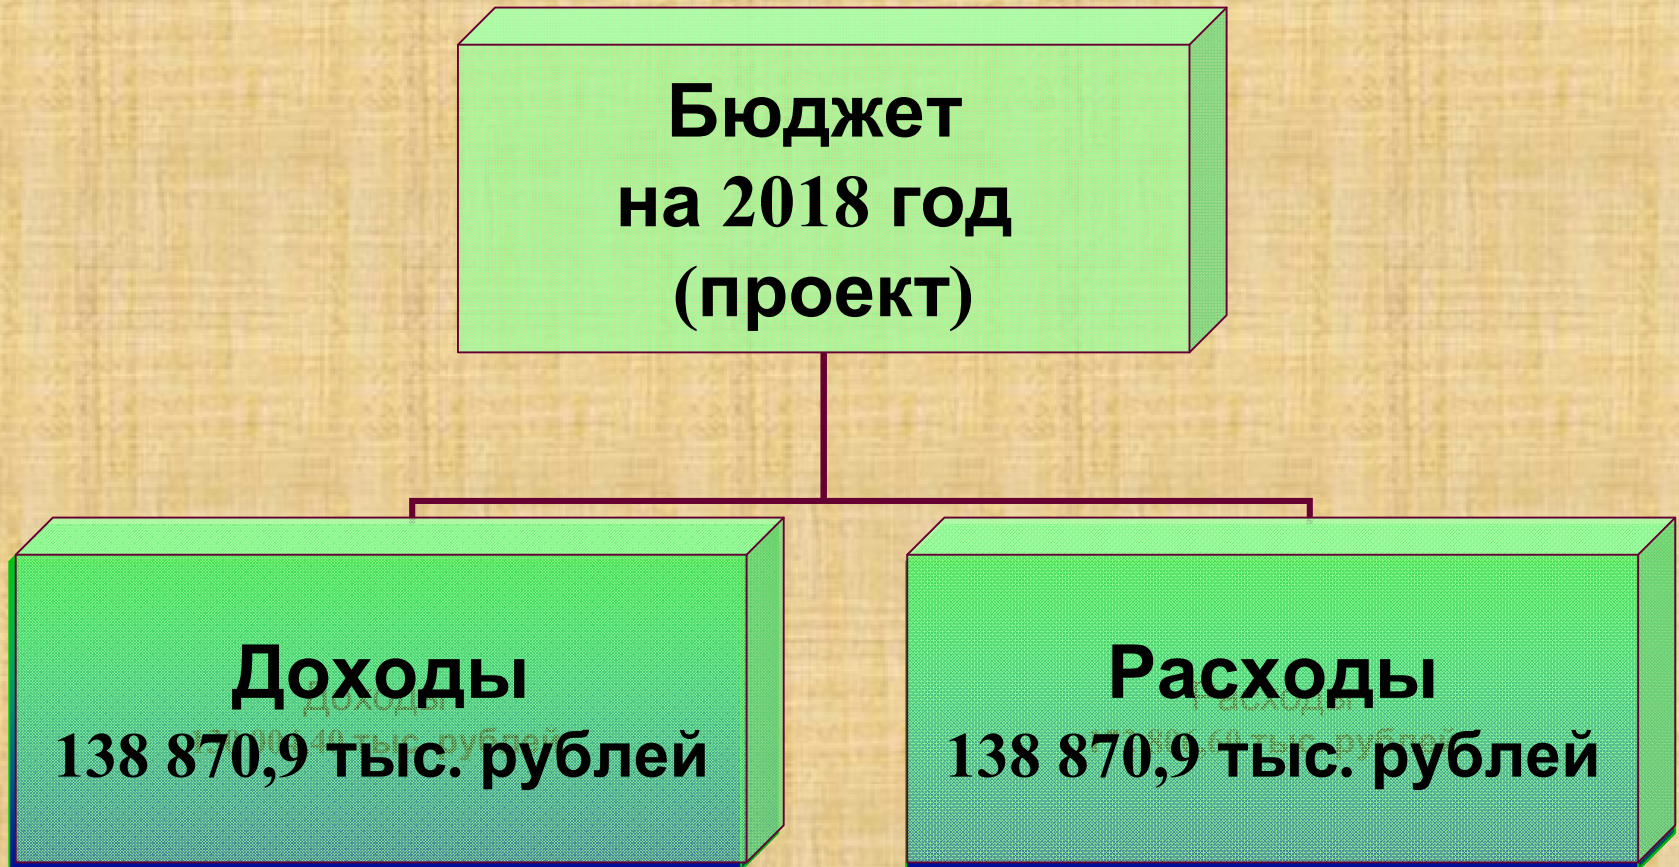 Бюджет
на 2018 год
(проект)
Доходы
138 870,9 тыс. рублей
Расходы
138 870,9 тыс. рублей